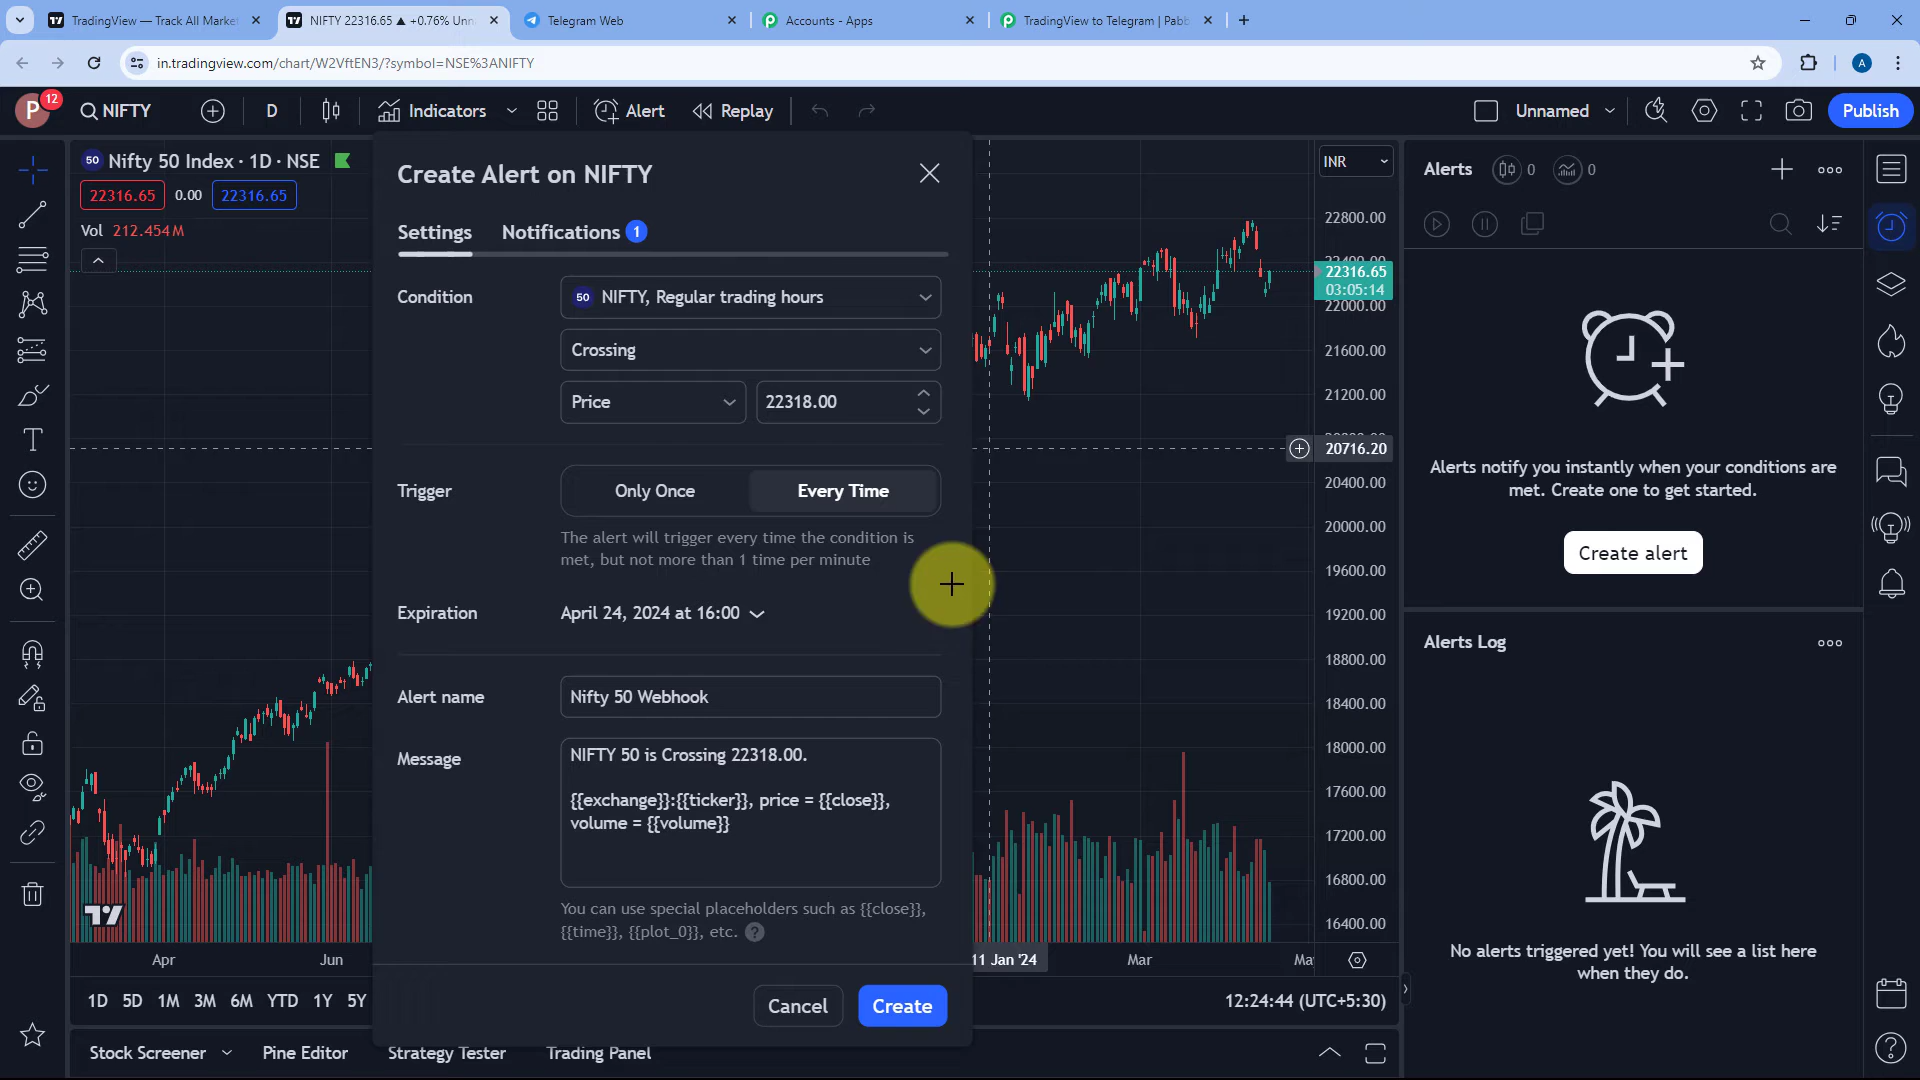 TradingView — Track All Marke
NIFTY 22316.65 ▲ +0.76% Unn
Telegram Web
Accounts - Apps
TradingView to Telegram | Pabb
in.tradingview.com/chart/W2VftEN3/?symbol=NSE%3ANIFTY
A
P
12
NIFTY
D
Indicators
Alert
Replay
Unnamed
Publish
50 Nifty 50 Index · 1D · NSE
22316.65 0.00 22316.65
Vol 212.454M
Create Alert on NIFTY
Settings
Notifications 1
Condition
50 NIFTY, Regular trading hours
Crossing
Price
22318.00
Trigger
Only Once
Every Time
The alert will trigger every time the condition is
met, but not more than 1 time per minute
Expiration
April 24, 2024 at 16:00
Alert name
Nifty 50 Webhook
Message
NIFTY 50 is Crossing 22318.00.
{{exchange}}:{{ticker}}, price = {{close}},
volume = {{volume}}
You can use special placeholders such as {{close}},
{{time}}, {{plot_0}}, etc.
Cancel
Create
INR
22800.00
22400.00
22316.65
03:05:14
22000.00
21600.00
21200.00
20716.20
20400.00
20000.00
19600.00
19200.00
18800.00
18400.00
18000.00
17600.00
17200.00
16800.00
16400.00
Apr
Jun
11 Jan '24
Mar
Ma
1D 5D 1M 3M 6M YTD 1Y 5Y
12:24:44 (UTC+5:30)
Stock Screener
Pine Editor
Strategy Tester
Trading Panel
Alerts
0
0
Alerts notify you instantly when your conditions are
met. Create one to get started.
Create alert
Alerts Log
No alerts triggered yet! You will see a list here
when they do.